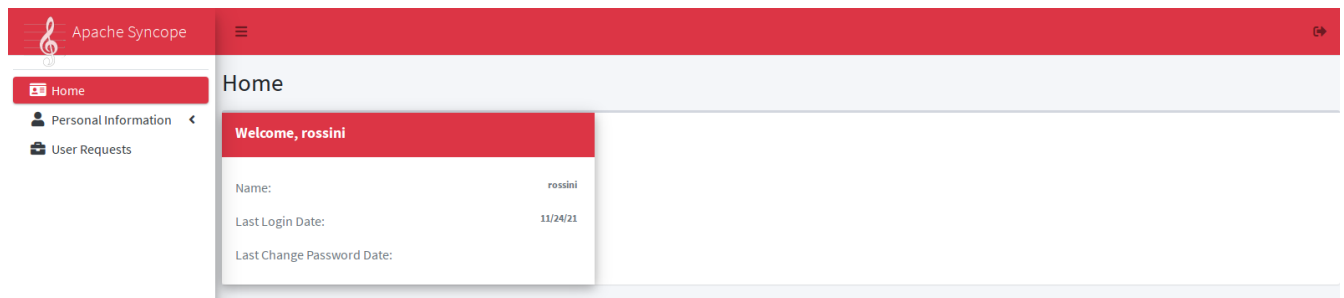 Apache Syncope
Home
Personal Information
User Requests
Home
Welcome, rossini
Name: rossini
Last Login Date: 11/24/21
Last Change Password Date: